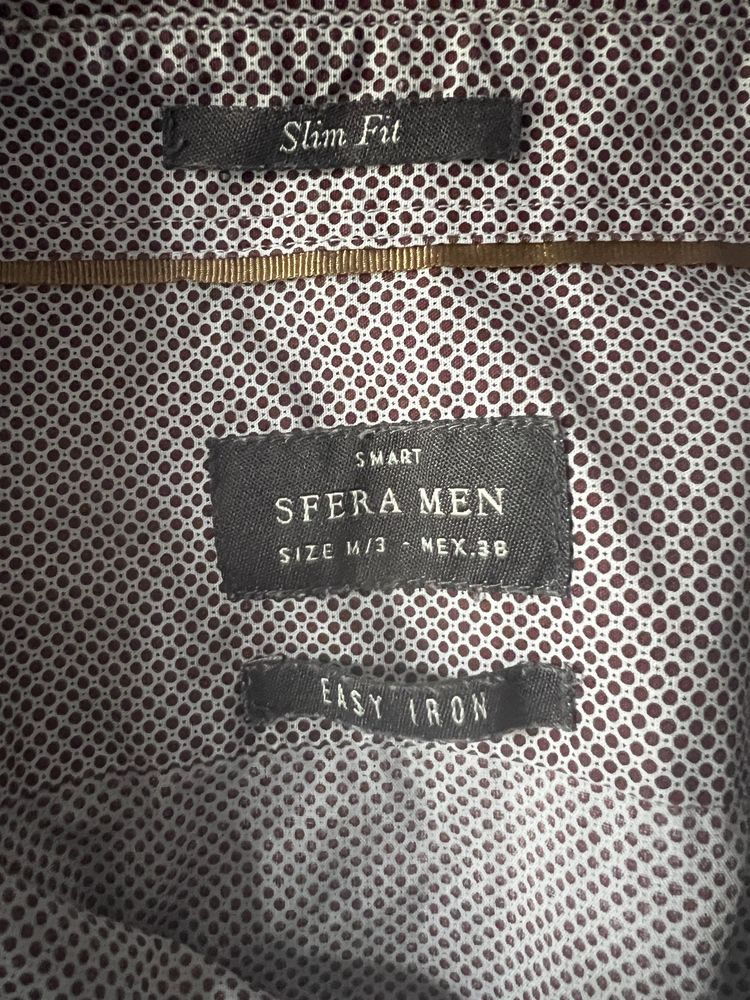 Slim Fit
SMART
SFERA MEN
SIZE M/3 - MEX.38
EASY IRON